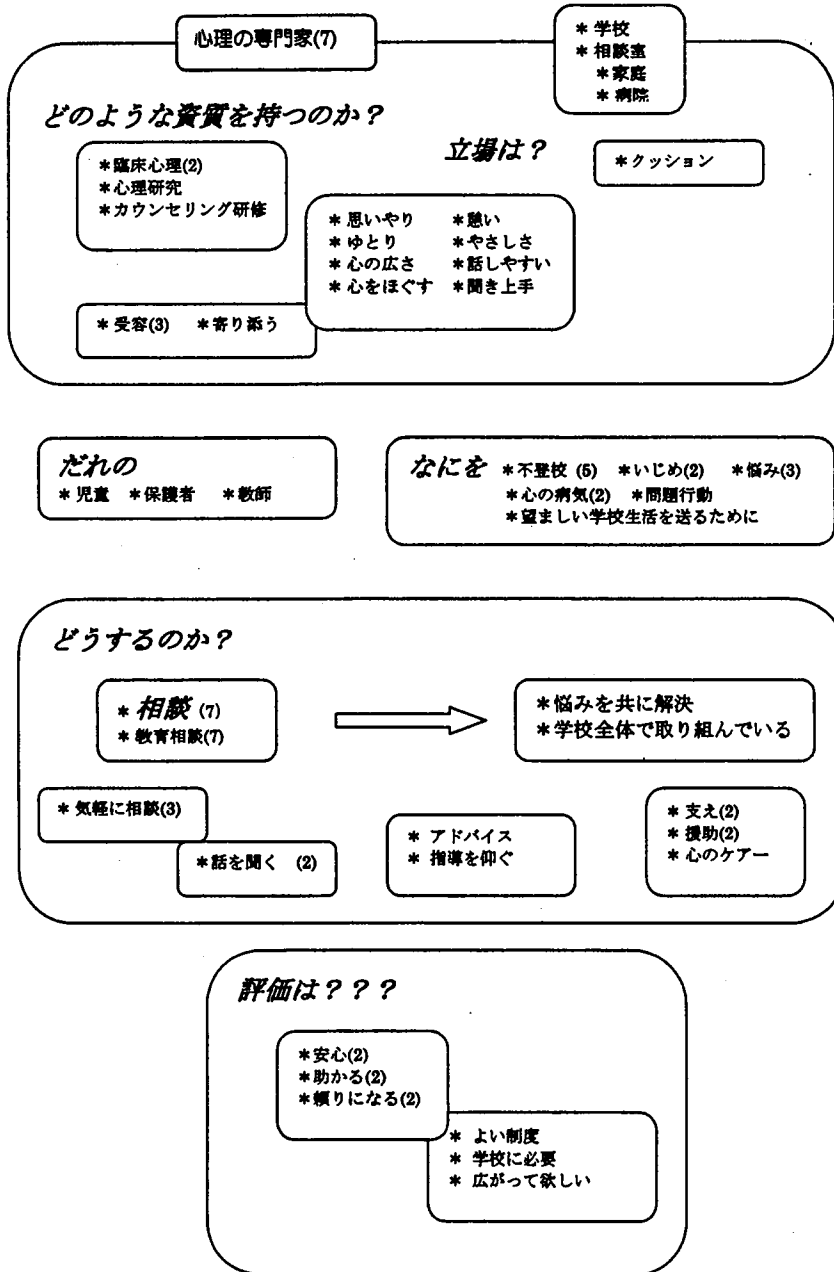 心理の専門家(7)
＊ 学校
＊ 相談室
＊ 家庭
＊ 病院
どのような資質を持つのか？
立場は？
＊クッション
＊臨床心理(2)
＊心理研究
＊カウンセリング研修
＊ 思いやり ＊ 憩い
＊ ゆとり ＊やさしさ
＊ 心の広さ ＊ 話しやすい
＊ 心をほぐす ＊聞き上手
＊ 受容(3) ＊寄り添う
だれの
＊ 児童 ＊保護者 ＊教師
なにを ＊不登校 (5) ＊いじめ(2) ＊悩み(3)
＊心の病気(2) ＊問題行動
＊望ましい学校生活を送るために
どうするのか？
＊ 相談 (7)
＊ 教育相談(7)
＊悩みを共に解決
＊学校全体で取り組んでいる
＊ 気軽に相談(3)
＊話を聞く (2)
＊ アドバイス
＊ 指導を仰ぐ
＊ 支え(2)
＊ 援助(2)
＊ 心のケアー
評価は？？？
＊安心(2)
＊助かる(2)
＊頼りになる(2)
＊ よい制度
＊ 学校に必要
＊ 広がって欲しい